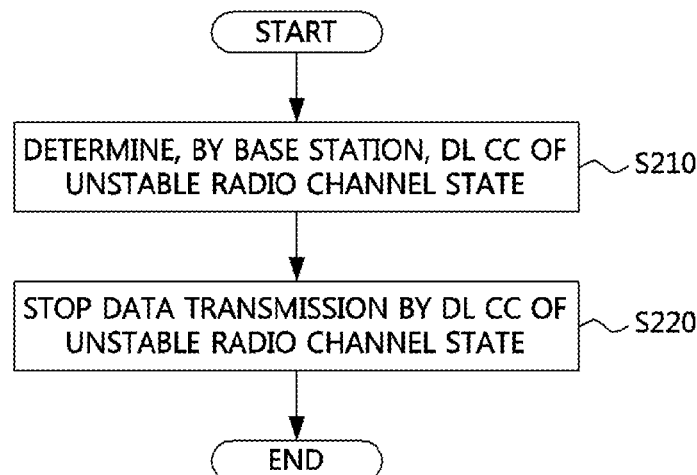 START
DETERMINE, BY BASE STATION, DL CC OF
UNSTABLE RADIO CHANNEL STATE
S210
STOP DATA TRANSMISSION BY DL CC OF
UNSTABLE RADIO CHANNEL STATE
S220
END